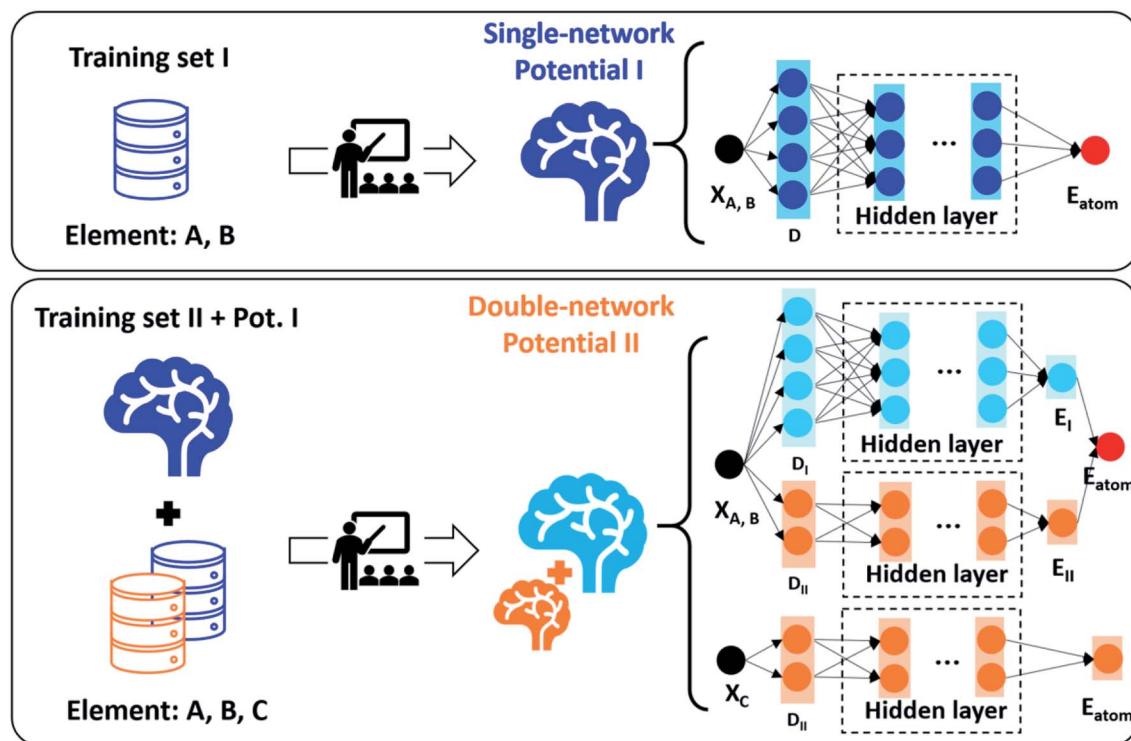 Training set I
Element: A, B
Single-network
Potential I
X_A, B
D
...
Hidden layer
E_atom
Training set II + Pot. I
Element: A, B, C
Double-network
Potential II
X_A, B
D_I
...
Hidden layer
E_I
D_II
...
Hidden layer
E_II
E_atom
X_C
D_II
...
Hidden layer
E_atom